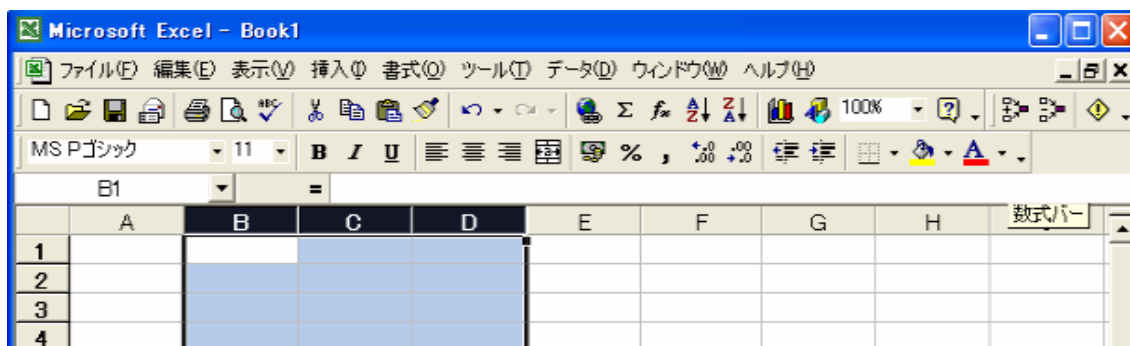 Microsoft Excel - Book1
ファイル(F) 編集(E) 表示(V) 挿入(I) 書式(O) ツール(T) データ(D) ウィンドウ(W) ヘルプ(H)
100%
MS Pゴシック 11 B I U
B1 =
数式バー
A B C D E F G H
1
2
3
4